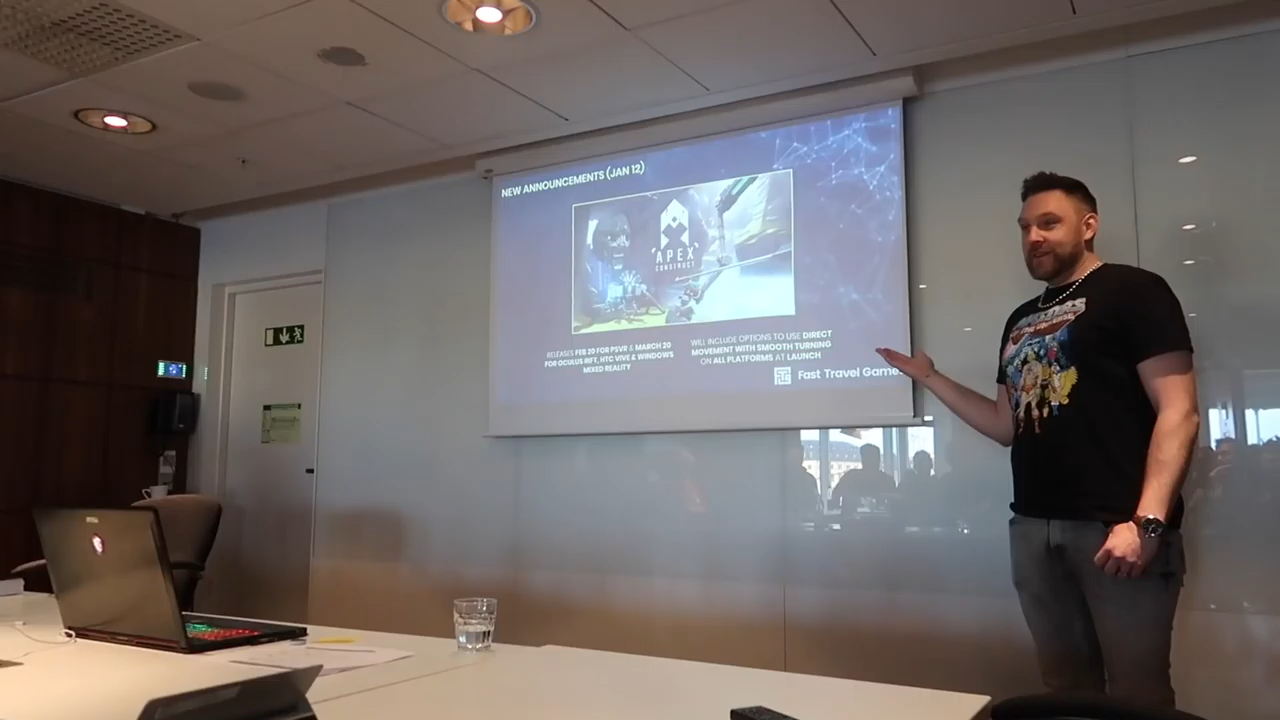 NEW ANNOUNCEMENTS (JAN 12)
APEX
CONSTRUCT
RELEASES FEB 20 FOR PSVR & MARCH 20
FOR OCULUS RIFT, HTC VIVE & WINDOWS
MIXED REALITY
WILL INCLUDE OPTIONS TO USE DIRECT
MOVEMENT WITH SMOOTH TURNING
ON ALL PLATFORMS AT LAUNCH
Fast Travel Games